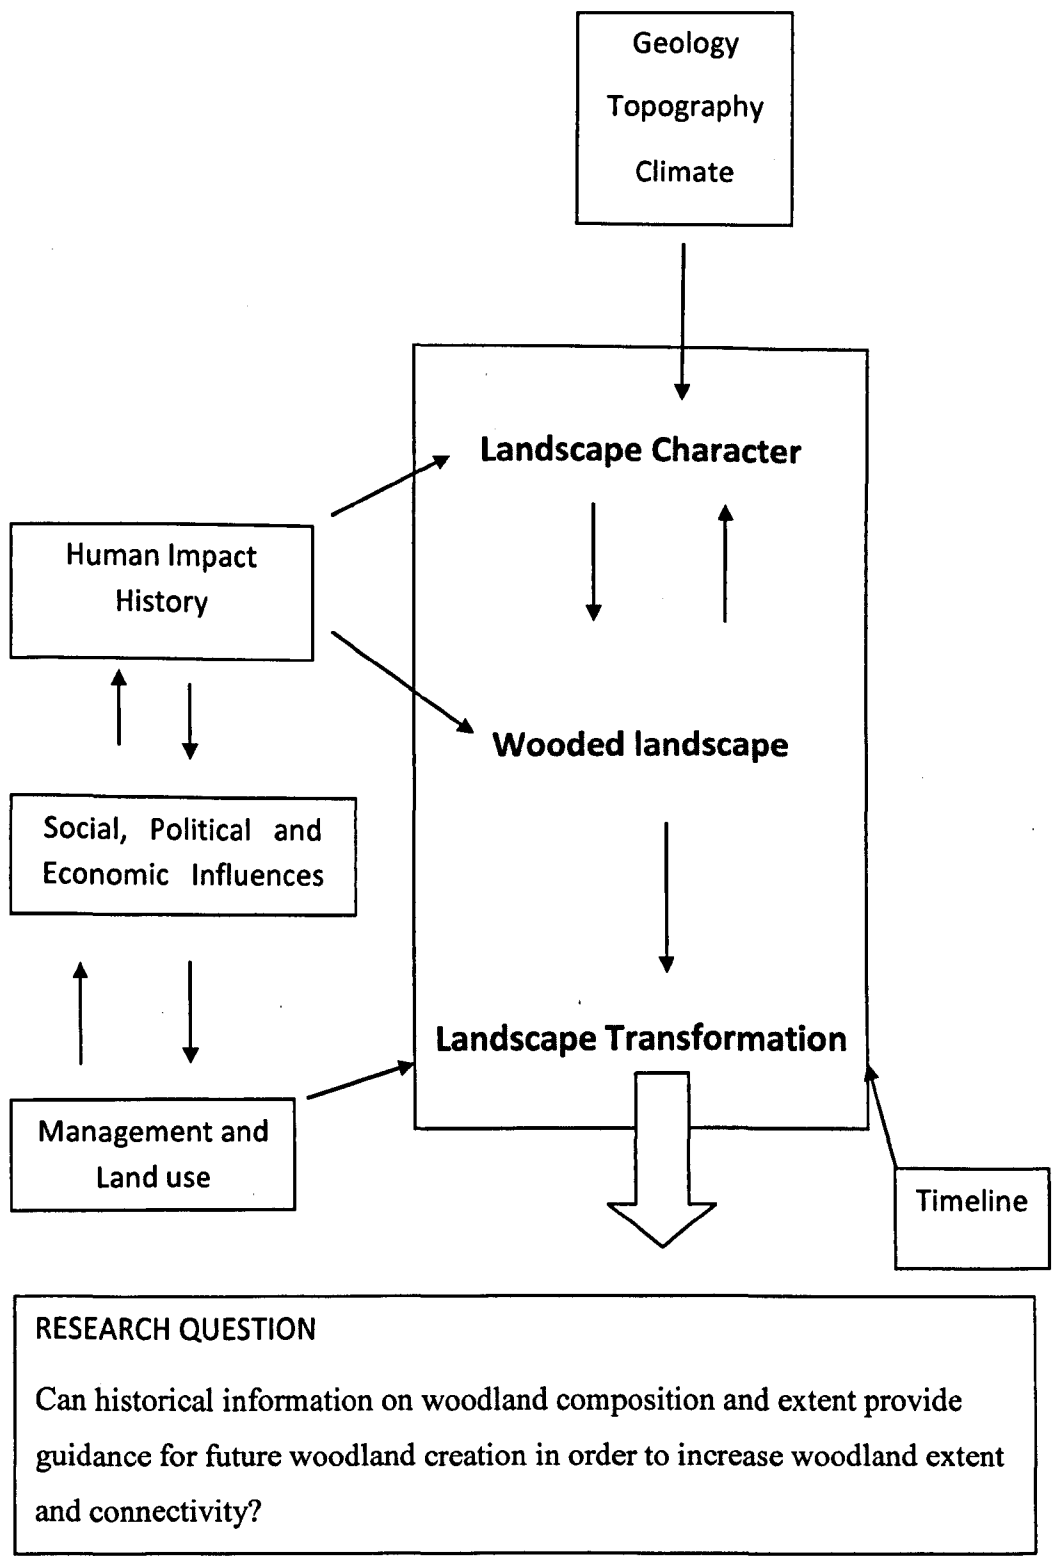 Geology
Topography
Climate
Landscape Character
Human Impact
History
Wooded landscape
Social, Political and
Economic Influences
Landscape Transformation
Management and
Land use
Timeline
RESEARCH QUESTION
Can historical information on woodland composition and extent provide
guidance for future woodland creation in order to increase woodland extent
and connectivity?